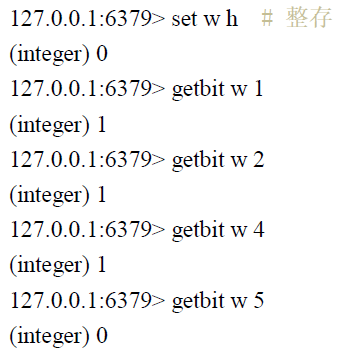 127.0.0.1:6379> set w h # 整存
(integer) 0
127.0.0.1:6379> getbit w 1
(integer) 1
127.0.0.1:6379> getbit w 2
(integer) 1
127.0.0.1:6379> getbit w 4
(integer) 1
127.0.0.1:6379> getbit w 5
(integer) 0